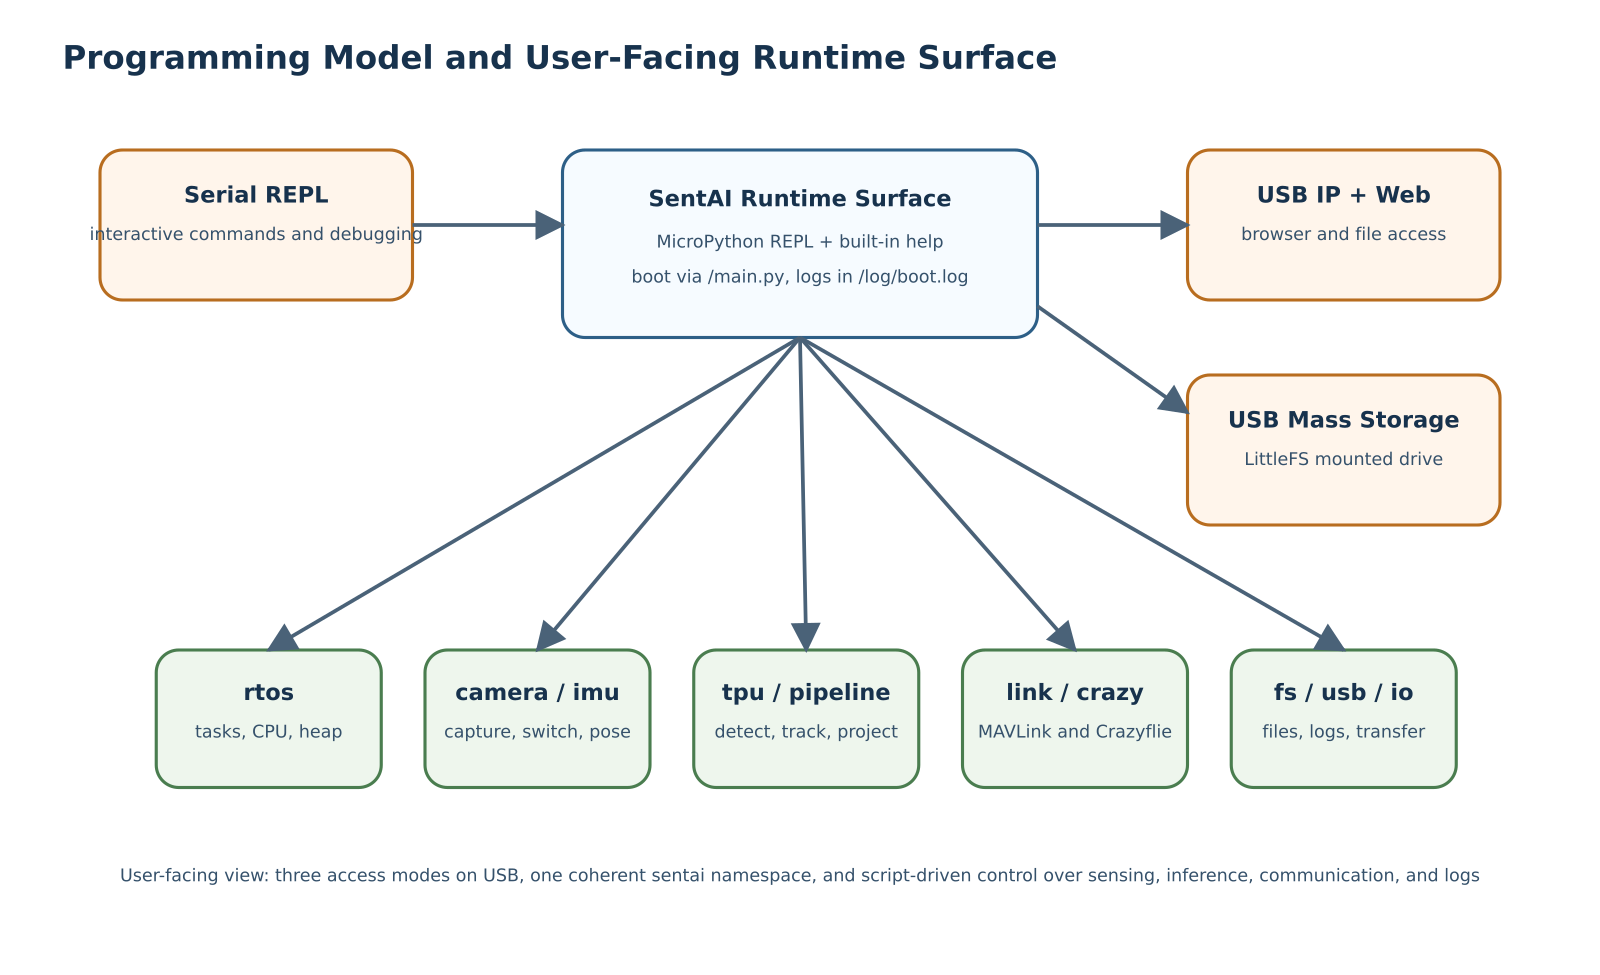 Programming Model and User-Facing Runtime Surface
Serial REPL
interactive commands and debugging
SentAI Runtime Surface
MicroPython REPL + built-in help
boot via /main.py, logs in /log/boot.log
USB IP + Web
browser and file access
USB Mass Storage
LittleFS mounted drive
rtos
tasks, CPU, heap
camera / imu
capture, switch, pose
tpu / pipeline
detect, track, project
link / crazy
MAVLink and Crazyflie
fs / usb / io
files, logs, transfer
User-facing view: three access modes on USB, one coherent sentai namespace, and script-driven control over sensing, inference, communication, and logs